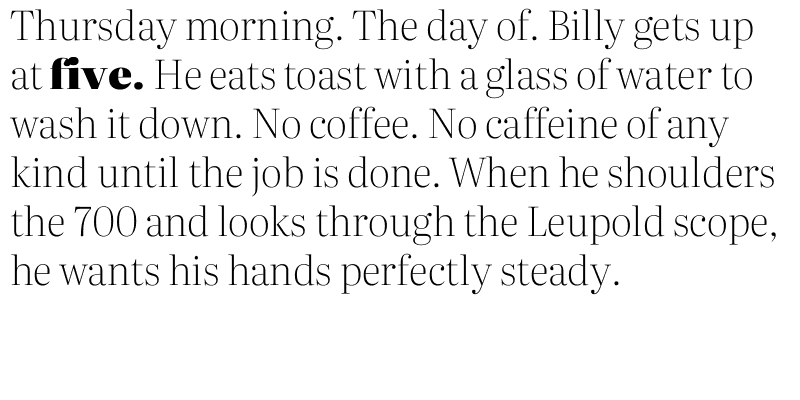 Thursday morning. The day of. Billy gets up
at five. He eats toast with a glass of water to
wash it down. No coffee. No caffeine of any
kind until the job is done. When he shoulders
the 700 and looks through the Leupold scope,
he wants his hands perfectly steady.